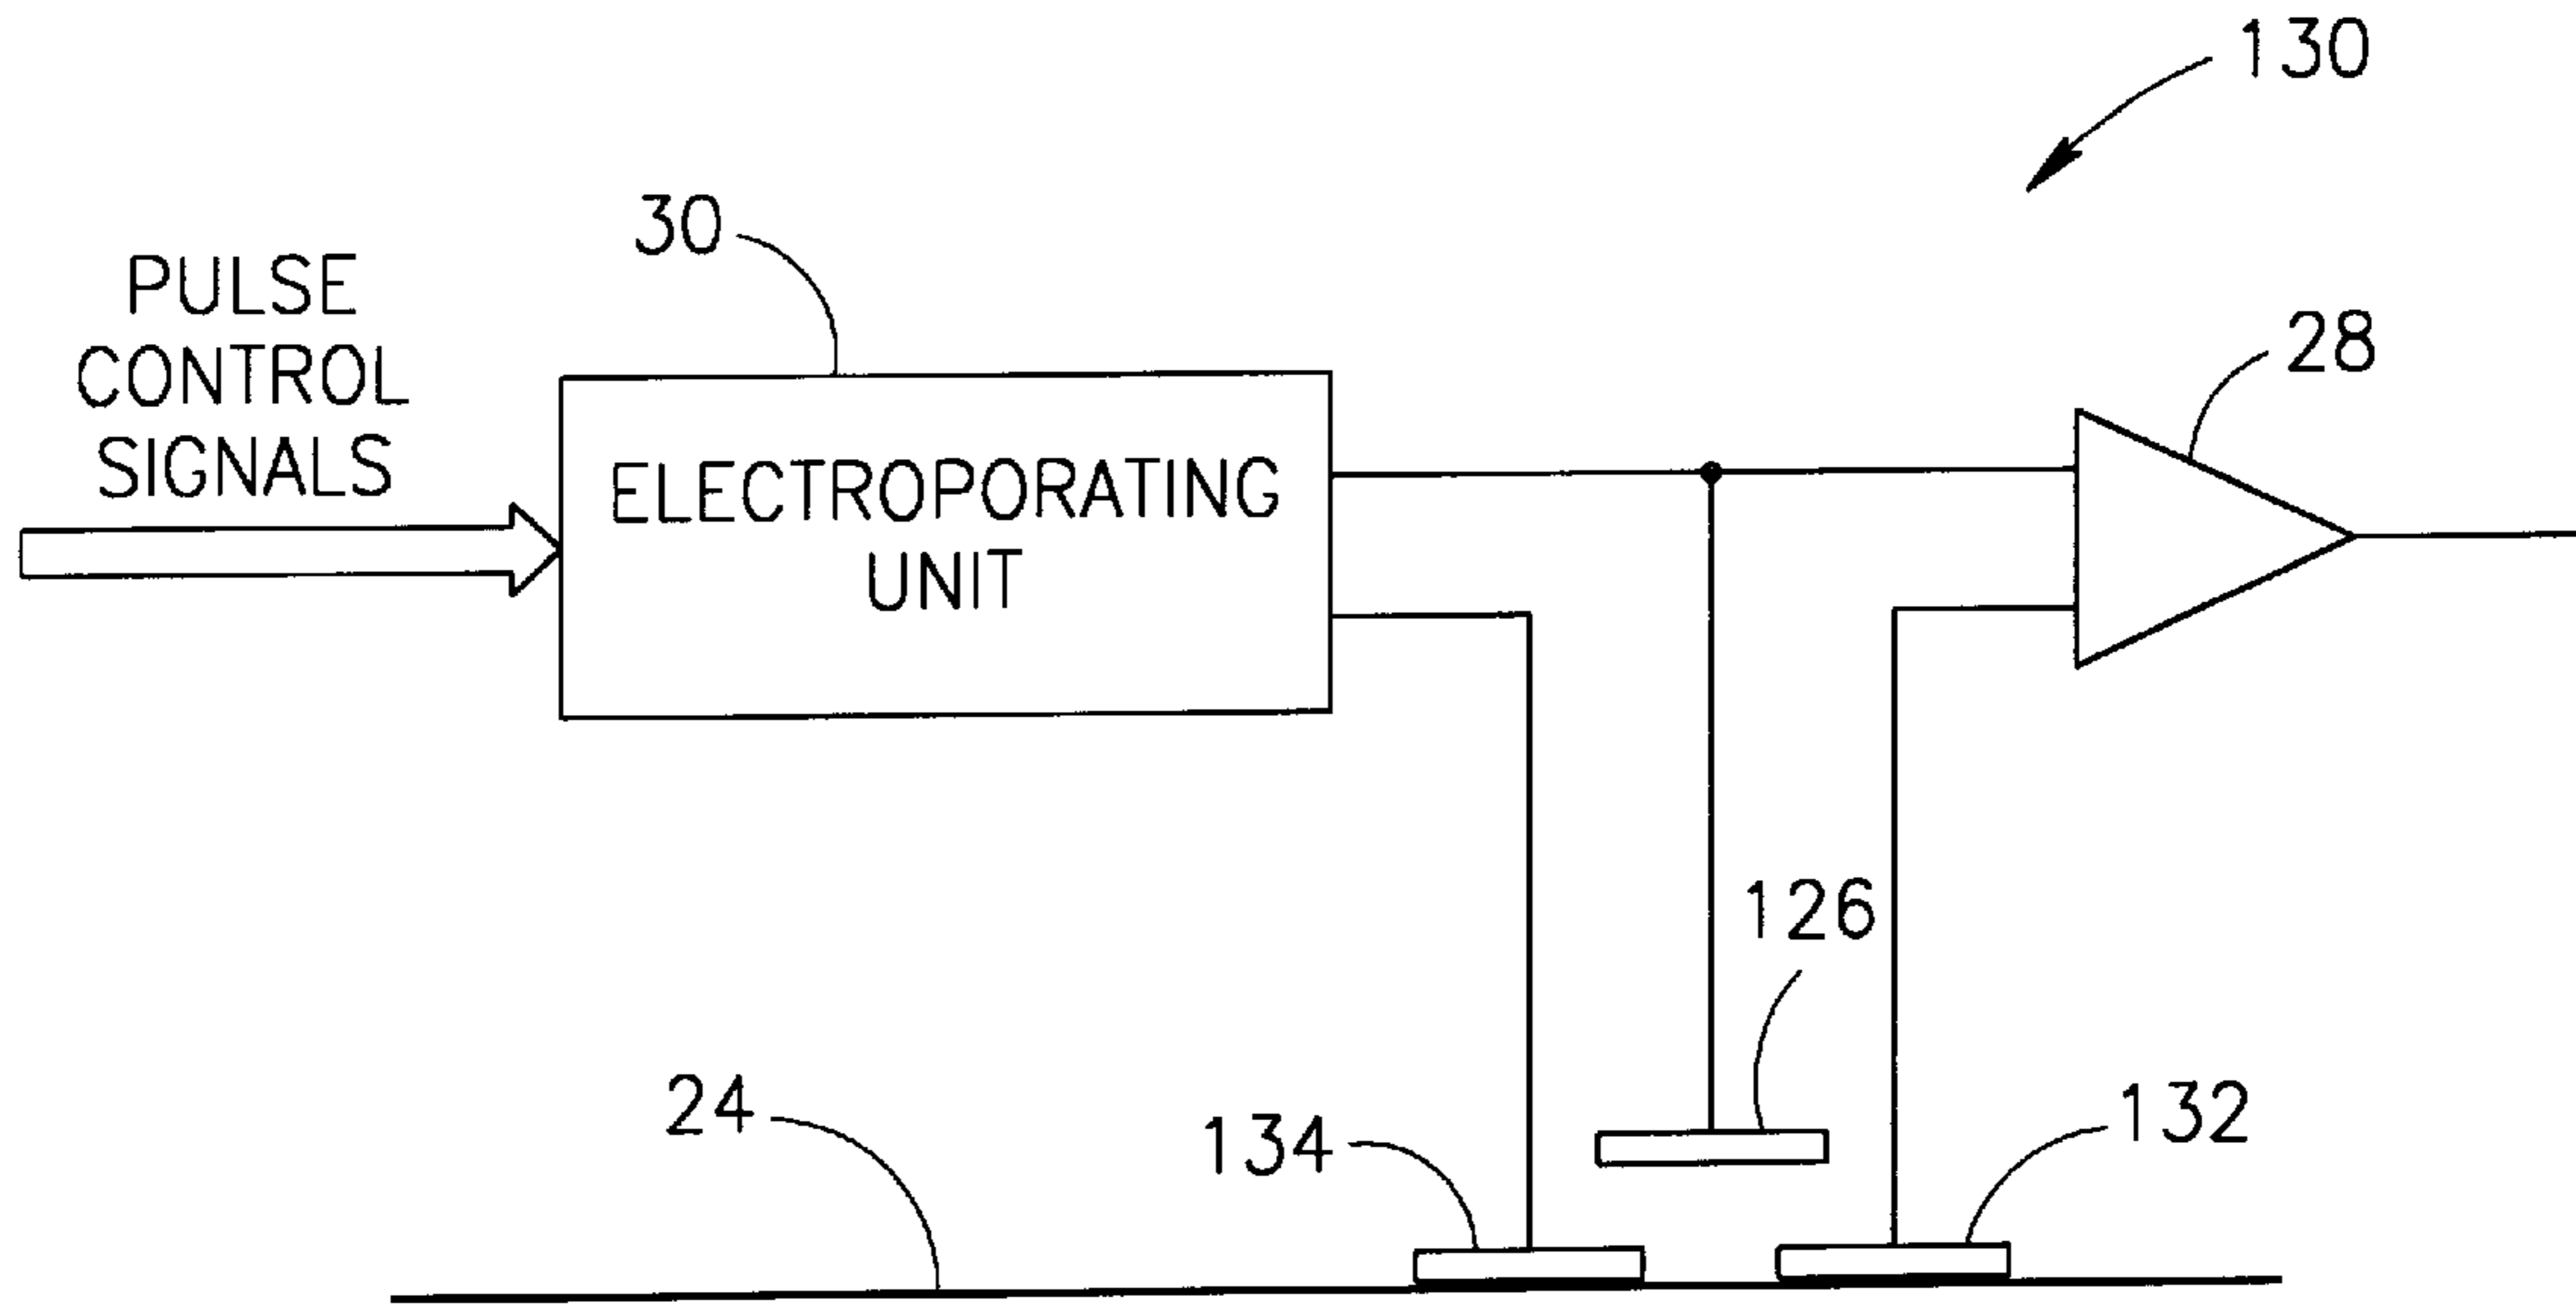 130
30
PULSE
CONTROL
SIGNALS
28
ELECTROPORATING
UNIT
126
24
134
132